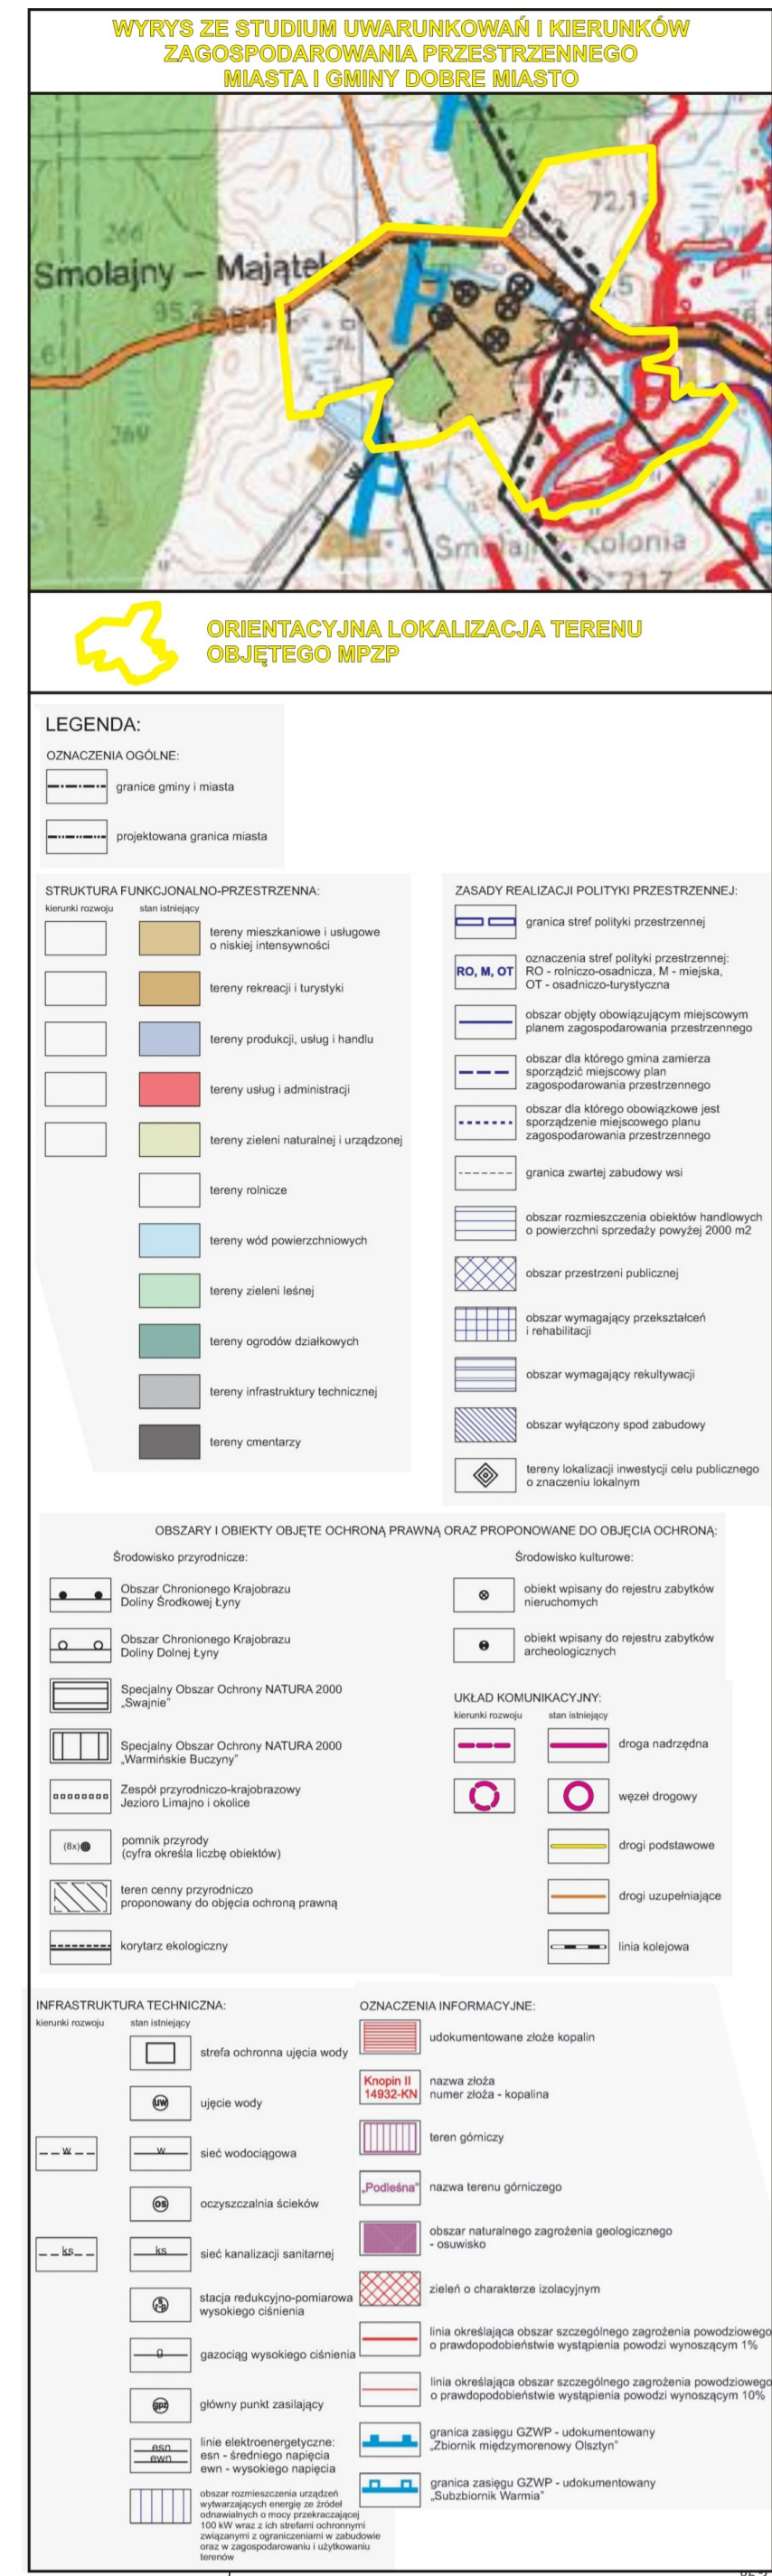 WYRYS ZE STUDIUM UWARUNKOWAŃ I KIERUNKÓW
ZAGOSPODAROWANIA PRZESTRZENNEGO
MIASTA I GMINY DOBRE MIASTO
72,1
Smolajny – Majątek
6
Kolonia
71,7
ORIENTACYJNA LOKALIZACJA TERENU
OBJĘTEGO MPZP
LEGENDA:
OZNACZENIA OGÓLNE:
granice gminy i miasta
projektowana granica miasta
STRUKTURA FUNKCJONALNO-PRZESTRZENNA:
kierunki rozwoju stan istniejący
tereny mieszkaniowe i usługowe
o niskiej intensywności
tereny rekreacji i turystyki
tereny produkcji, usług i handlu
tereny usług i administracji
tereny zieleni naturalnej i urządzonej
tereny rolnicze
tereny wód powierzchniowych
tereny zieleni leśnej
tereny ogrodów działkowych
tereny infrastruktury technicznej
tereny cmentarzy
ZASADY REALIZACJI POLITYKI PRZESTRZENNEJ:
granica stref polityki przestrzennej
RO, M, OT
oznaczenia stref polityki przestrzennej:
RO - rolniczo-osadnicza, M - miejska,
OT - osadniczo-turystyczna
obszar objęty obowiązującym miejscowym
planem zagospodarowania przestrzennego
obszar dla którego gmina zamierza
sporządzić miejscowy plan
zagospodarowania przestrzennego
obszar dla którego obowiązkowe jest
sporządzenie miejscowego planu
zagospodarowania przestrzennego
granica zwartej zabudowy wsi
obszar rozmieszczenia obiektów handlowych
o powierzchni sprzedaży powyżej 2000 m2
obszar przestrzeni publicznej
obszar wymagający przekształceń
i rehabilitacji
obszar wymagający rekultywacji
obszar wyłączony spod zabudowy
tereny lokalizacji inwestycji celu publicznego
o znaczeniu lokalnym
OBSZARY I OBIEKTY OBJĘTE OCHRONĄ PRAWNĄ ORAZ PROPONOWANE DO OBJĘCIA OCHRONĄ:
Środowisko przyrodnicze:
Obszar Chronionego Krajobrazu
Doliny Środkowej Łyny
Obszar Chronionego Krajobrazu
Doliny Dolnej Łyny
Specjalny Obszar Ochrony NATURA 2000
„Swajnie”
Specjalny Obszar Ochrony NATURA 2000
„Warmińskie Buczyny”
Zespół przyrodniczo-krajobrazowy
Jezioro Limajno i okolice
(8x)
pomnik przyrody
(cyfra określa liczbę obiektów)
teren cenny przyrodniczo
proponowany do objęcia ochroną prawną
korytarz ekologiczny
Środowisko kulturowe:
obiekt wpisany do rejestru zabytków
nieruchomych
obiekt wpisany do rejestru zabytków
archeologicznych
UKŁAD KOMUNIKACYJNY:
kierunki rozwoju stan istniejący
droga nadrzędna
węzeł drogowy
drogi podstawowe
drogi uzupełniające
linia kolejowa
INFRASTRUKTURA TECHNICZNA:
kierunki rozwoju stan istniejący
strefa ochronna ujęcia wody
uw ujęcie wody
w w sieć wodociągowa
os oczyszczalnia ścieków
ks ks sieć kanalizacji sanitarnej
stacja redukcyjno-pomiarowa
wysokiego ciśnienia
g gazociąg wysokiego ciśnienia
gpz główny punkt zasilający
esn
ewn
linie elektroenergetyczne:
esn - średniego napięcia
ewn - wysokiego napięcia
obszar rozmieszczenia urządzeń
wytwarzających energię ze źródeł
odnawialnych o mocy przekraczającej
100 kW wraz z ich strefami ochronnymi
związanymi z ograniczeniami w zabudowie
oraz w zagospodarowaniu i użytkowaniu
terenów
OZNACZENIA INFORMACYJNE:
udokumentowane złoże kopalin
Knopin II
14932-KN
nazwa złoża
numer złoża - kopalina
teren górniczy
„Podleśna” nazwa terenu górniczego
obszar naturalnego zagrożenia geologicznego
- osuwisko
zieleń o charakterze izolacyjnym
linia określająca obszar szczególnego zagrożenia powodziowego
o prawdopodobieństwie wystąpienia powodzi wynoszącym 1%
linia określająca obszar szczególnego zagrożenia powodziowego
o prawdopodobieństwie wystąpienia powodzi wynoszącym 10%
granica zasięgu GZWP - udokumentowany
„Zbiornik międzymorenowy Olsztyn”
granica zasięgu GZWP - udokumentowany
„Subzbiornik Warmia”